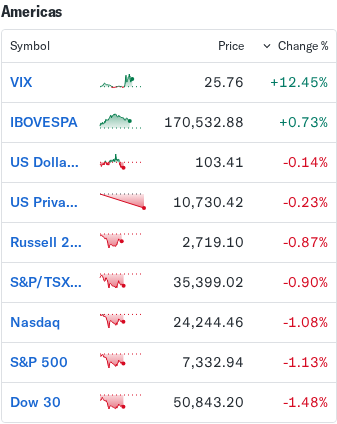 Americas
Symbol Price Change %
VIX 25.76 +12.45%
IBOVESPA 170,532.88 +0.73%
US Dolla... 103.41 -0.14%
US Priva... 10,730.42 -0.23%
Russell 2... 2,719.10 -0.87%
S&P/TSX... 35,399.02 -0.90%
Nasdaq 24,244.46 -1.08%
S&P 500 7,332.94 -1.13%
Dow 30 50,843.20 -1.48%